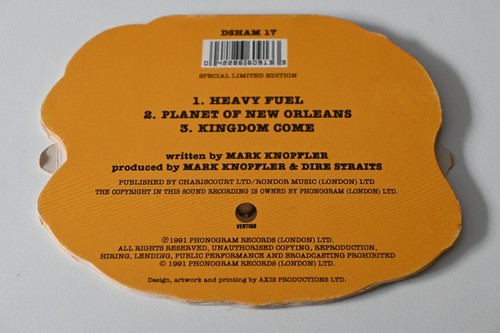 DSHAM 17
0 42286 60913 3
SPECIAL LIMITED EDITION
1. HEAVY FUEL
2. PLANET OF NEW ORLEANS
3. KINGDOM COME
written by MARK KNOPFLER
produced by MARK KNOPFLER & DIRE STRAITS
PUBLISHED BY CHARISCOURT LTD/RONDOR MUSIC (LONDON) LTD
THE COPYRIGHT IN THIS SOUND RECORDING IS OWNED BY PHONOGRAM (LONDON) LTD.
VERTIGO
℗1991 PHONOGRAM RECORDS (LONDON) LTD.
ALL RIGHTS RESERVED, UNAUTHORISED COPYING, REPRODUCTION,
HIRING, LENDING, PUBLIC PERFORMANCE AND BROADCASTING PROHIBITED
© 1991 PHONOGRAM RECORDS (LONDON) LTD.
Design, artwork and printing by AXIS PRODUCTIONS LTD.